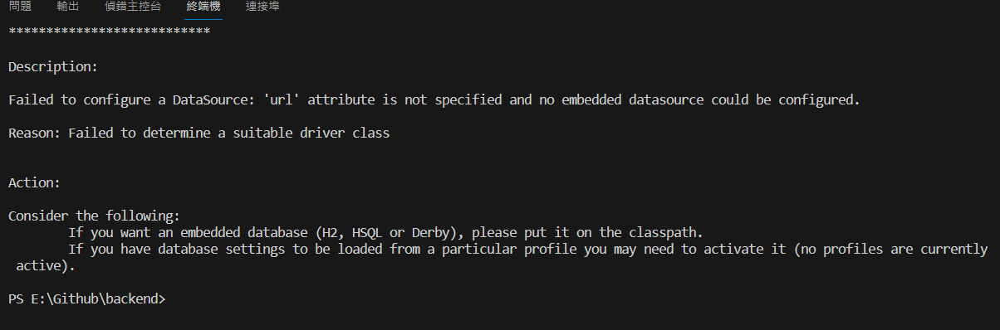 問題 輸出 偵錯主控台 終端機 連接埠
***************************
Description:
Failed to configure a DataSource: 'url' attribute is not specified and no embedded datasource could be configured.
Reason: Failed to determine a suitable driver class
Action:
Consider the following:
If you want an embedded database (H2, HSQL or Derby), please put it on the classpath.
If you have database settings to be loaded from a particular profile you may need to activate it (no profiles are currently
active).
PS E:\Github\backend>